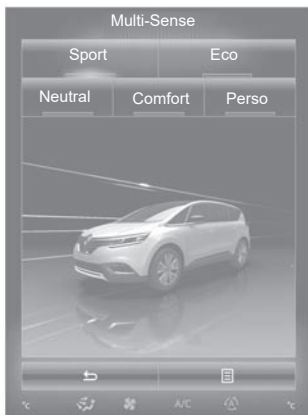 Multi-Sense
Sport Eco
Neutral Comfort Perso
°c A/C °c